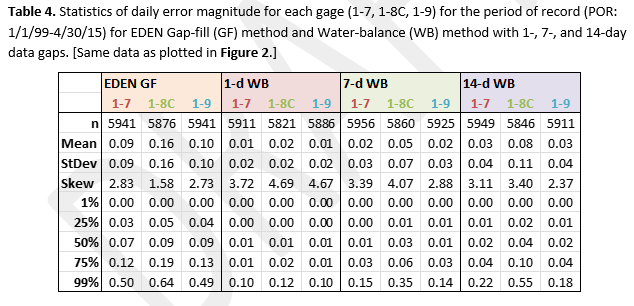 Table 4. Statistics of daily error magnitude for each gage (1-7, 1-8C, 1-9) for the period of record (POR:
1/1/99-4/30/15) for EDEN Gap-fill (GF) method and Water-balance (WB) method with 1-, 7-, and 14-day
data gaps. [Same data as plotted in Figure 2.]
EDEN GF 1-d WB 7-d WB 14-d WB
1-7 1-8C 1-9 1-7 1-8C 1-9 1-7 1-8C 1-9 1-7 1-8C 1-9
n 5941 5876 5941 5911 5821 5886 5956 5860 5925 5949 5846 5911
Mean 0.09 0.16 0.10 0.01 0.02 0.01 0.02 0.05 0.02 0.03 0.08 0.03
StDev 0.09 0.16 0.10 0.02 0.02 0.02 0.03 0.07 0.03 0.04 0.11 0.04
Skew 2.83 1.58 2.73 3.72 4.69 4.67 3.39 4.07 2.88 3.11 3.40 2.37
1% 0.00 0.00 0.00 0.00 0.00 0.00 0.00 0.00 0.00 0.00 0.00 0.00
25% 0.03 0.05 0.04 0.00 0.00 0.00 0.00 0.01 0.01 0.01 0.02 0.01
50% 0.07 0.09 0.09 0.01 0.01 0.01 0.01 0.03 0.01 0.02 0.04 0.02
75% 0.12 0.19 0.13 0.01 0.02 0.01 0.03 0.06 0.03 0.04 0.10 0.04
99% 0.50 0.64 0.49 0.10 0.12 0.10 0.15 0.35 0.14 0.22 0.55 0.18